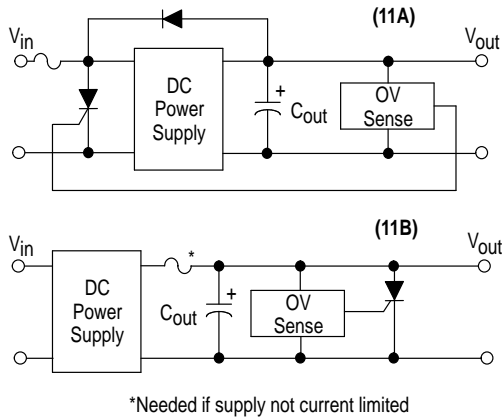 (11A)
Vin
Vout
DC
Power
Supply
+
Cout
OV
Sense
(11B)
Vin
*
Vout
DC
Power
Supply
+
Cout
OV
Sense
*Needed if supply not current limited